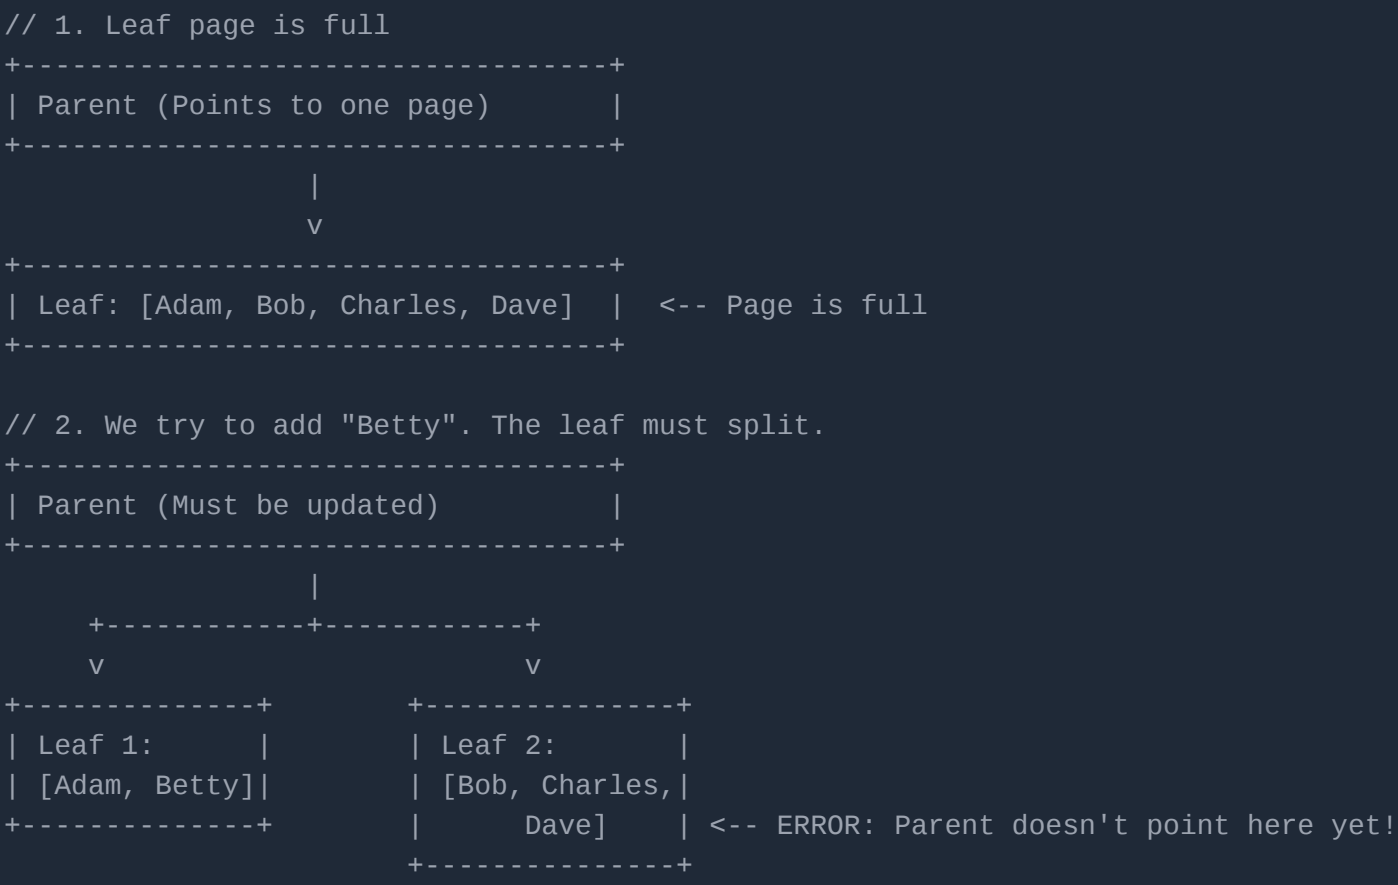 // 1. Leaf page is full
+-----------------------------------+
| Parent (Points to one page)       |
+-----------------------------------+
                  |
                  v
+-----------------------------------+
| Leaf: [Adam, Bob, Charles, Dave]  |  <-- Page is full
+-----------------------------------+

// 2. We try to add "Betty". The leaf must split.
+-----------------------------------+
| Parent (Must be updated)          |
+-----------------------------------+
                  |
     +------------+------------+
     v                         v
+--------------+        +---------------+
| Leaf 1:      |        | Leaf 2:       |
| [Adam, Betty]|        | [Bob, Charles,|
+--------------+        |      Dave]    | <-- ERROR: Parent doesn't point here yet!
                        +---------------+